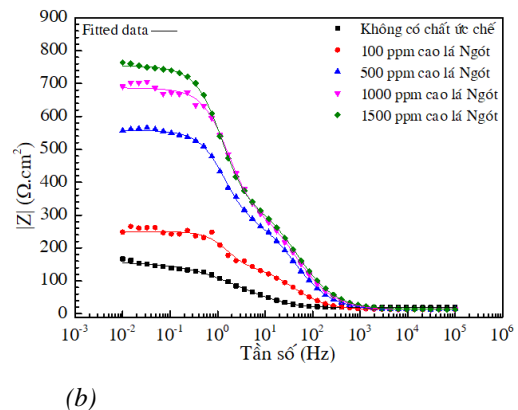 900
800
700
600
500
400
300
200
100
0
|Z| (Ω.cm²)
Fitted data
Không có chất ức chế
100 ppm cao lá Ngót
500 ppm cao lá Ngót
1000 ppm cao lá Ngót
1500 ppm cao lá Ngót
10⁻³ 10⁻² 10⁻¹ 10⁰ 10¹ 10² 10³ 10⁴ 10⁵ 10⁶
Tần số (Hz)
(b)